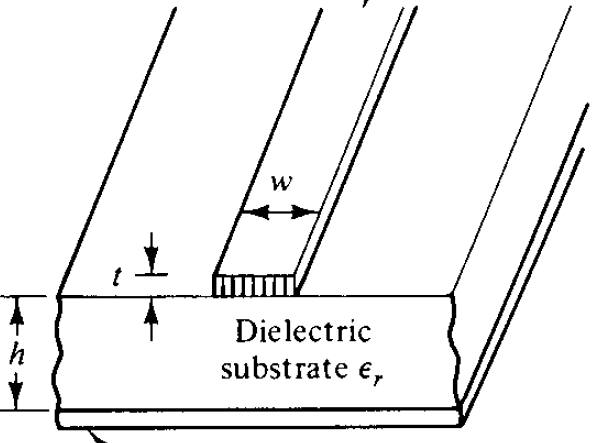 w
t
h
Dielectric
substrate ϵr